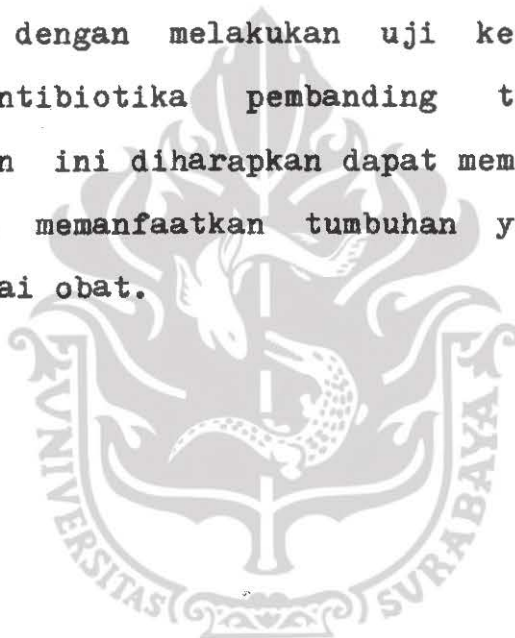 dengan melakukan uji ke
ntibiotika pembanding t
n ini diharapkan dapat mem
memanfaatkan tumbuhan y
ai obat.
UNIVERSITAS SURABAYA